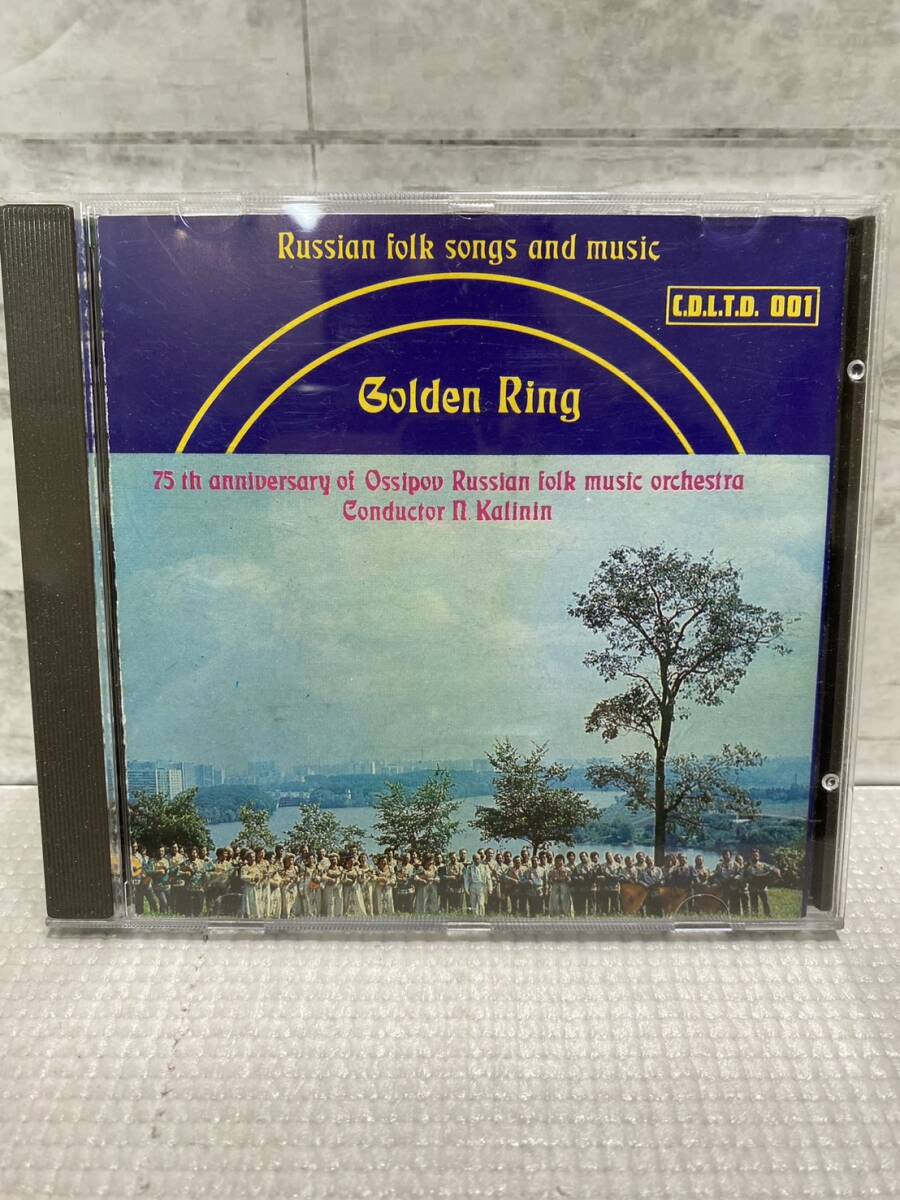 Russian folk songs and music
C.D.L.T.D. 001
Golden Ring
75 th anniversary of Ossipov Russian folk music orchestra
Conductor N. Kalinin